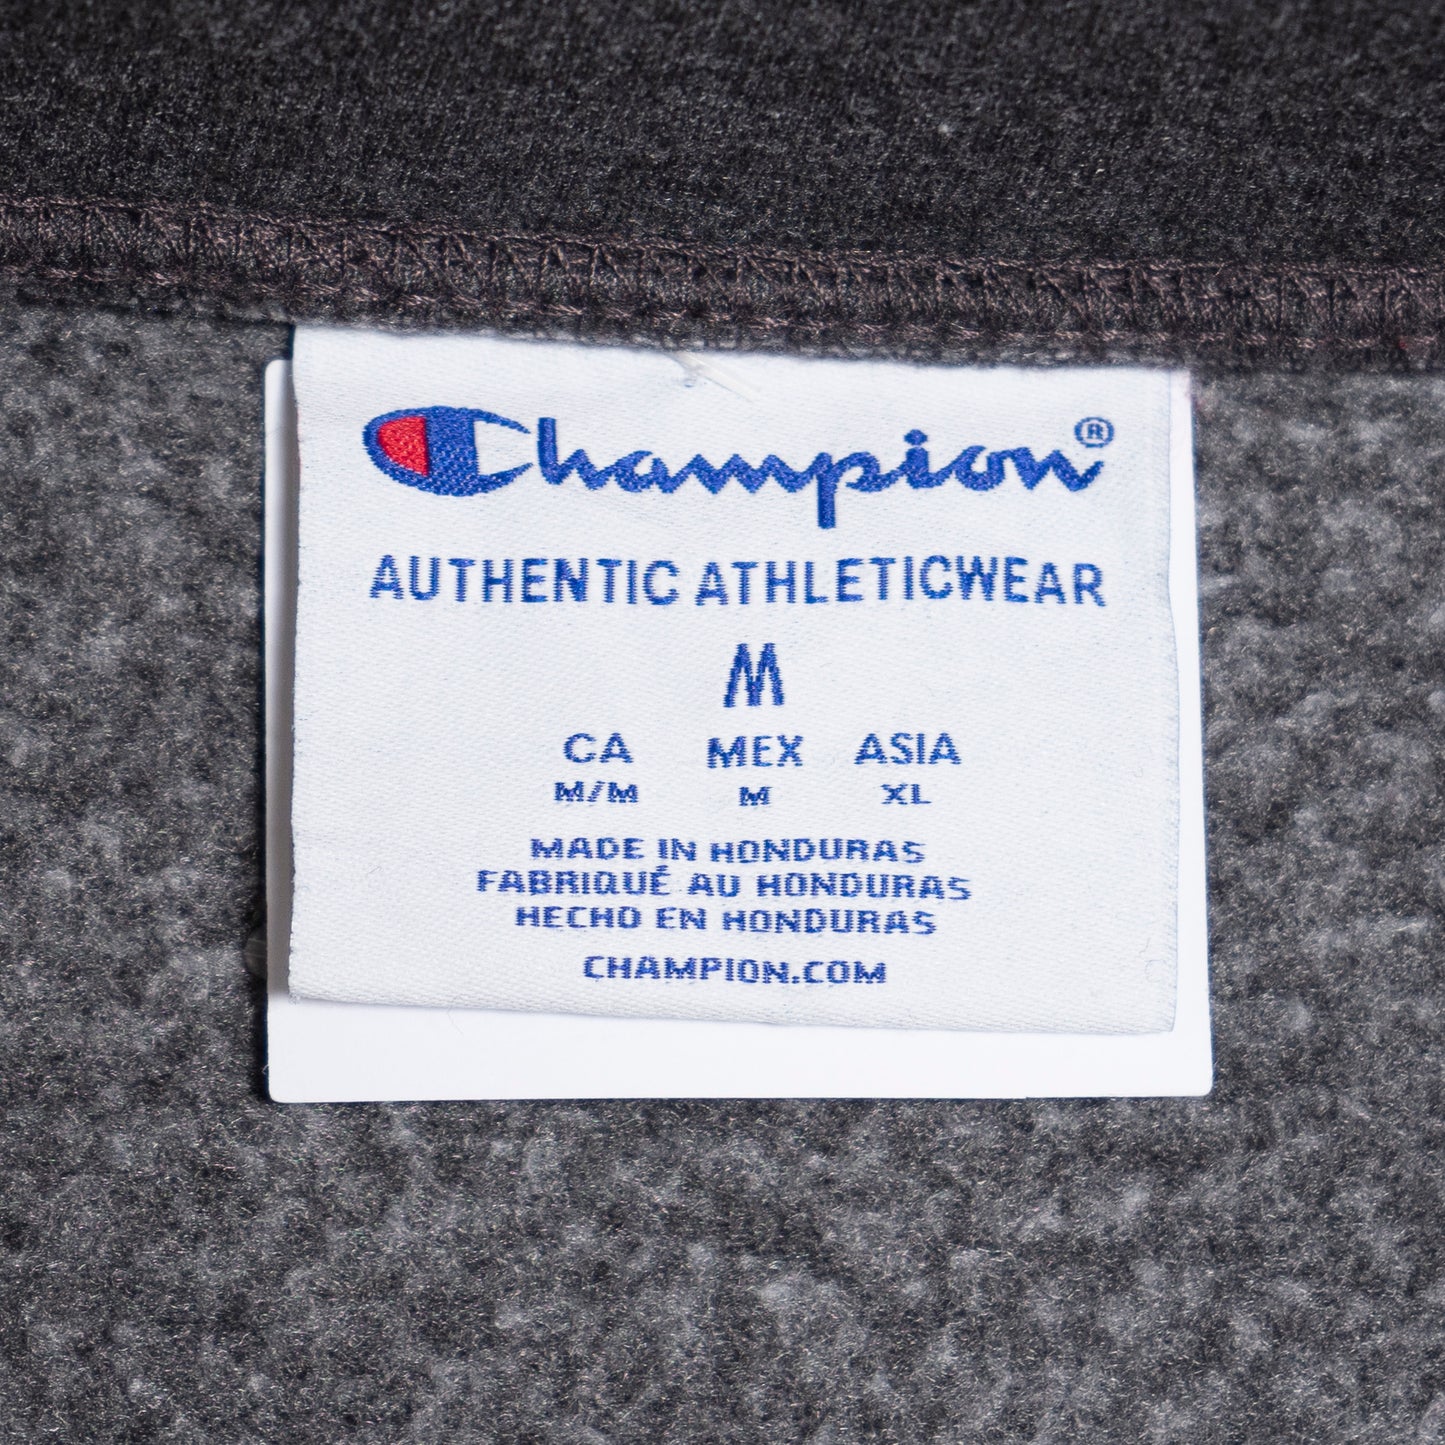 Champion®
AUTHENTIC ATHLETICWEAR
M
CA MEX ASIA
M/M M XL
MADE IN HONDURAS
FABRIQUÉ AU HONDURAS
HECHO EN HONDURAS
CHAMPION.COM